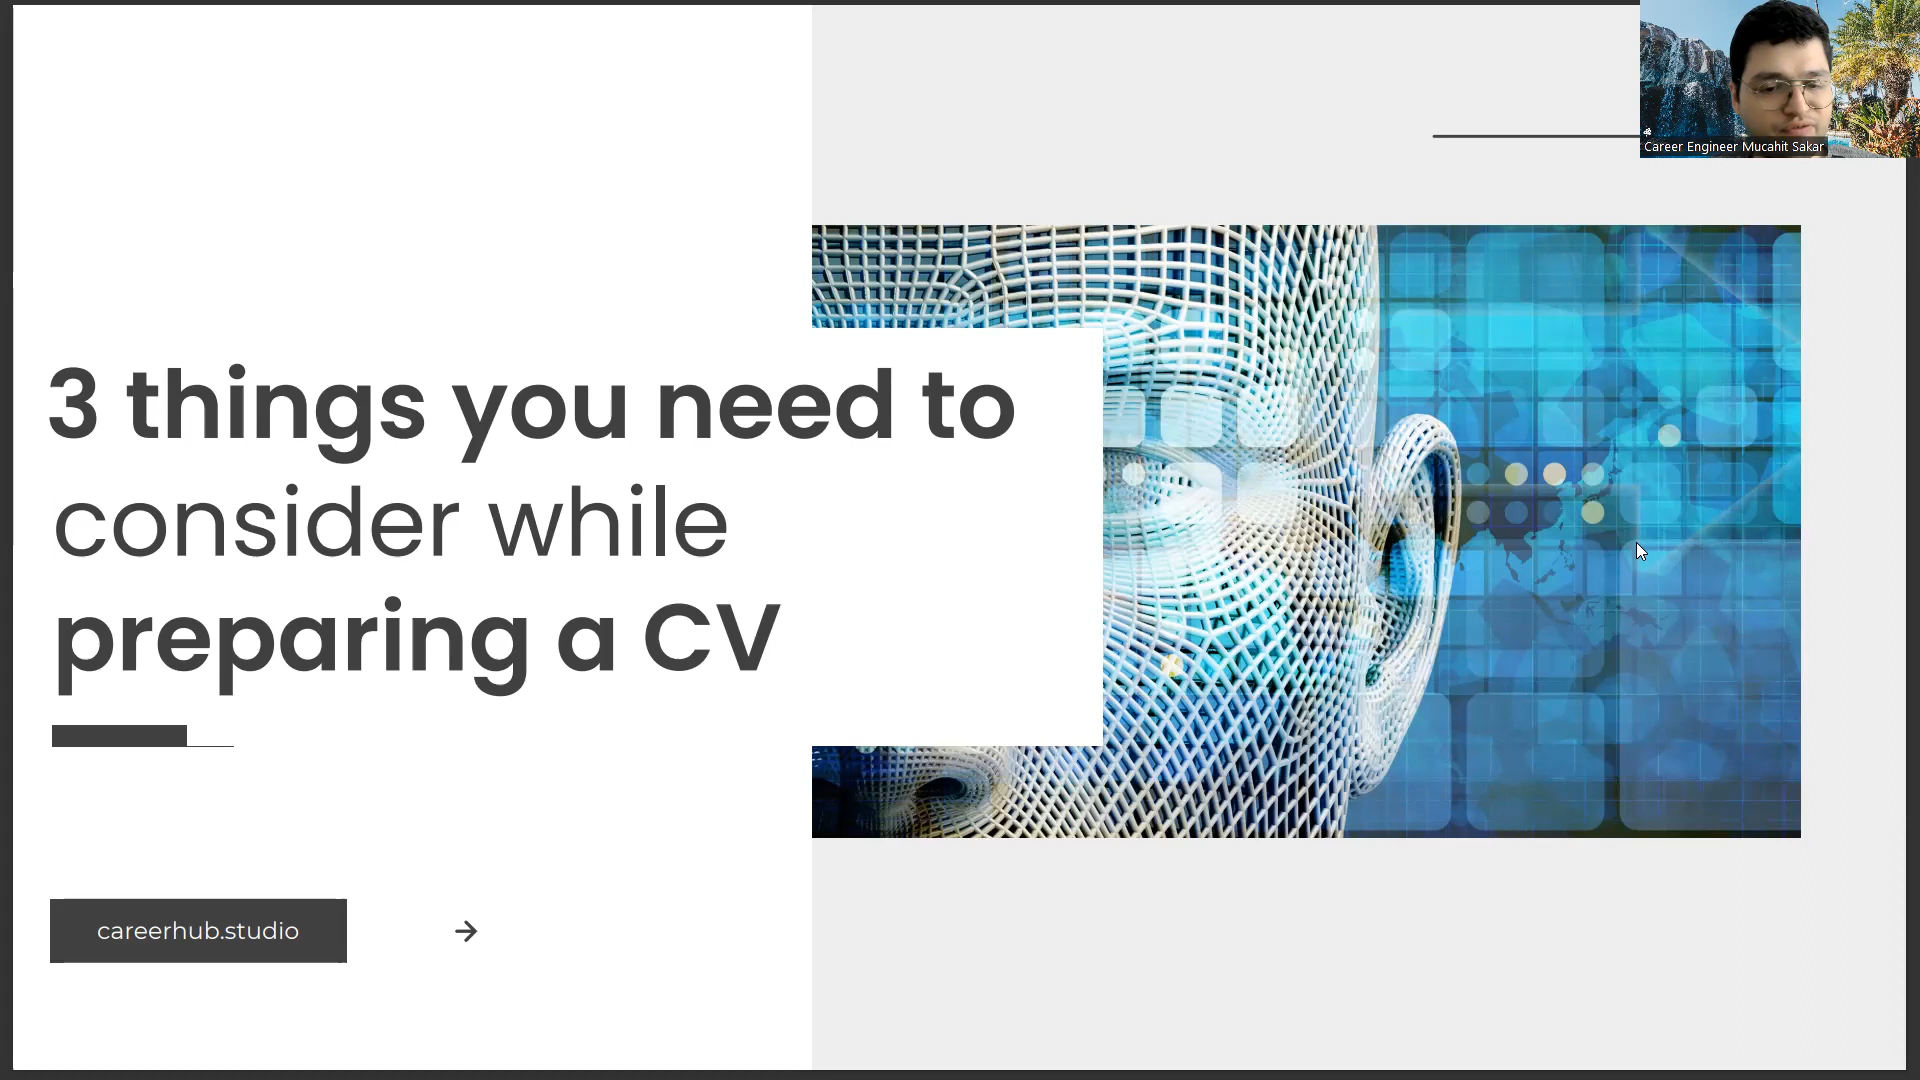 Career Engineer Mucahit Sakar
3 things you need to
consider while
preparing a CV
careerhub.studio